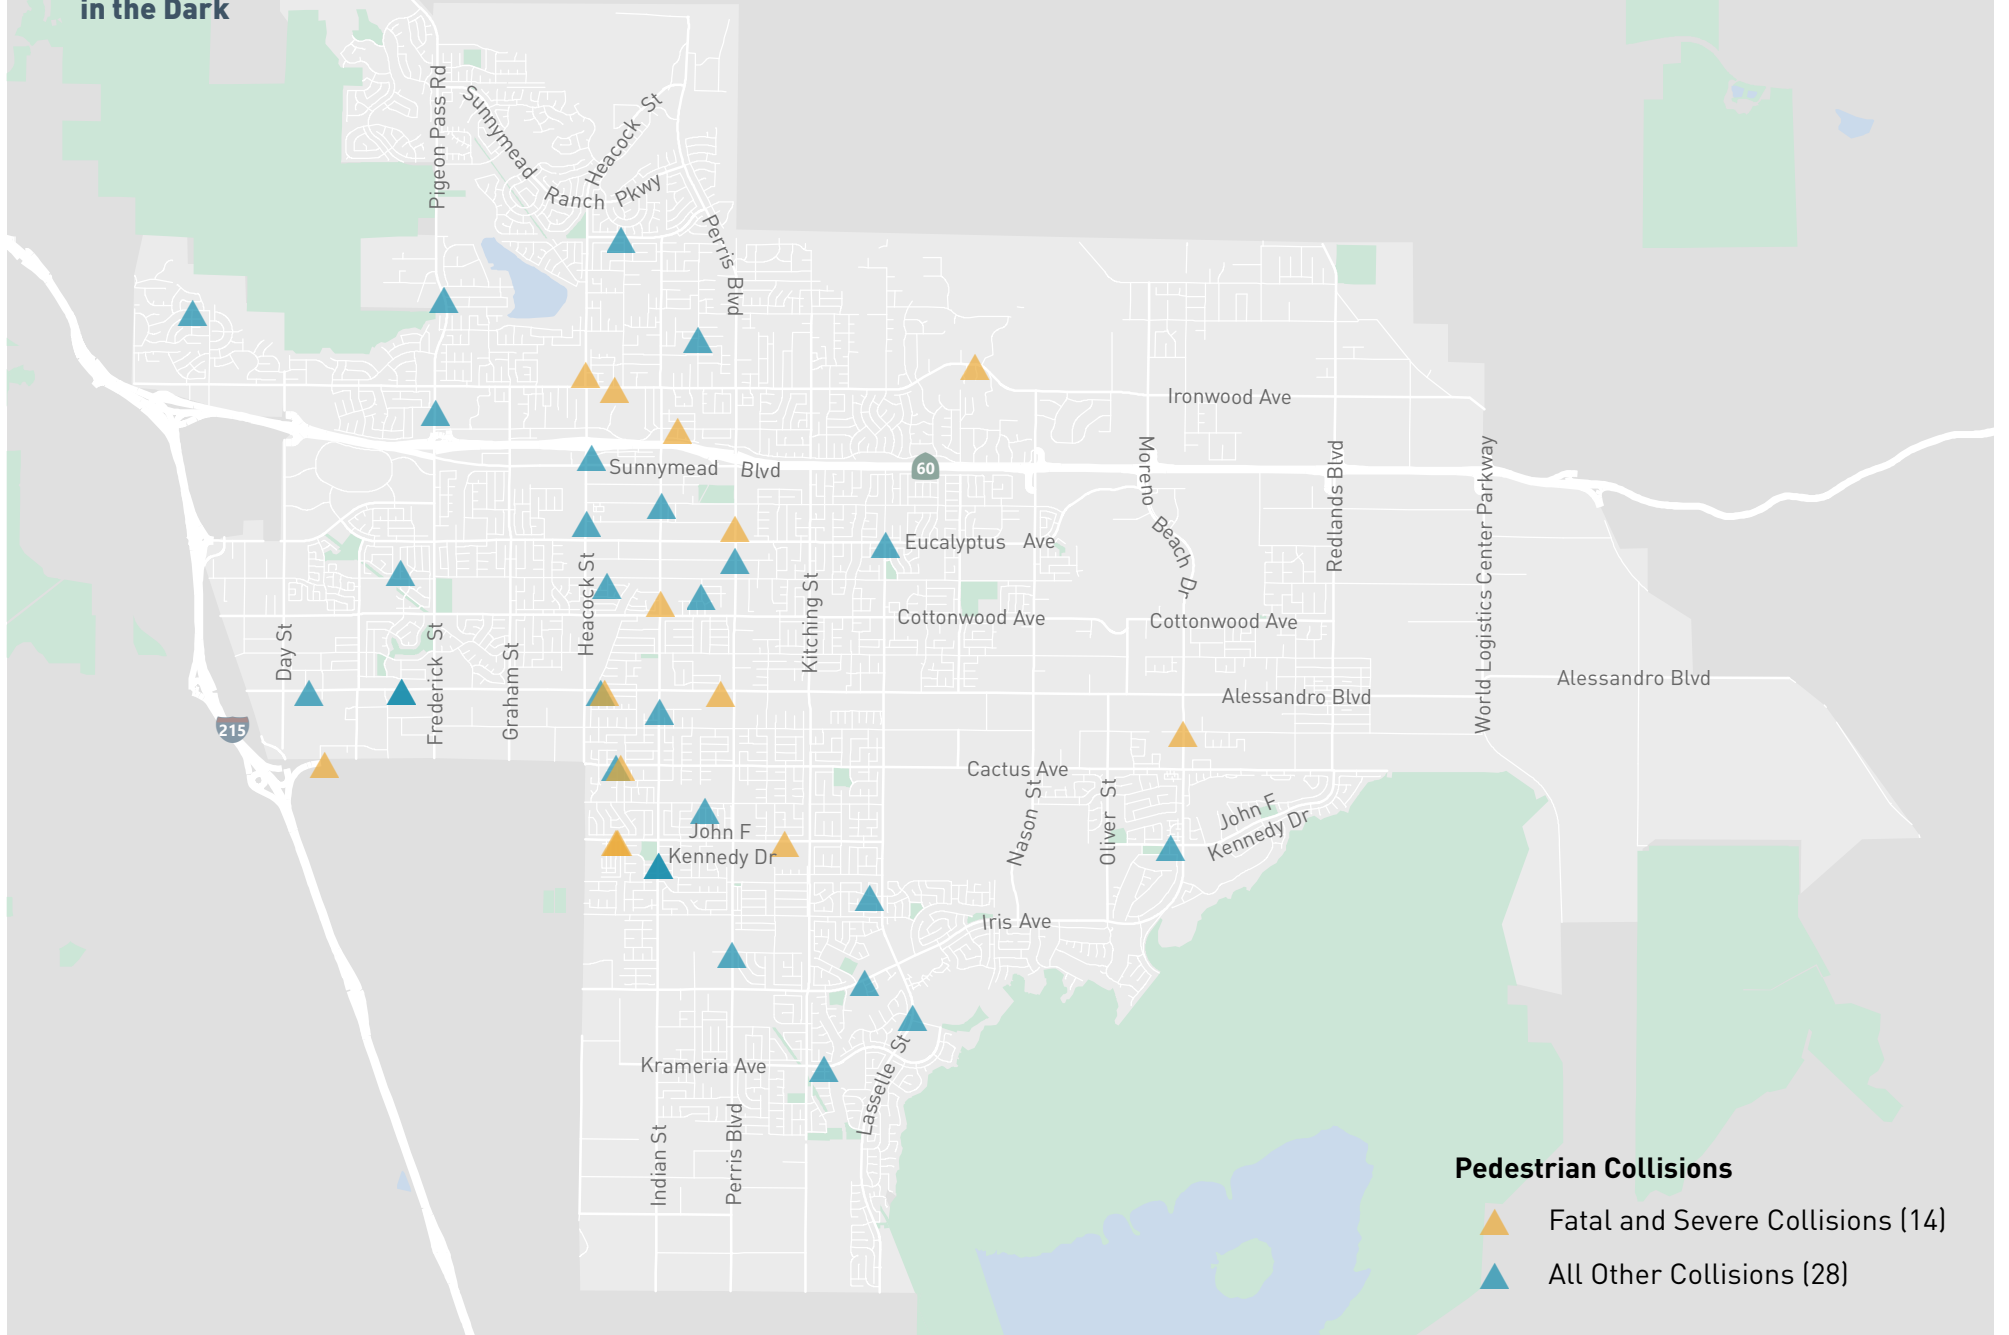 in the Dark
Pigeon Pass Rd
Sunnymead
Ranch
Pkwy
Heacock St
Perris Blvd
Ironwood Ave
Sunnymead Blvd
60
Moreno
Beach Dr
Redlands Blvd
World Logistics Center Parkway
Eucalyptus Ave
Heacock St
Kitching St
Cottonwood Ave
Cottonwood Ave
Day St
Frederick St
Graham St
Alessandro Blvd
Alessandro Blvd
215
Cactus Ave
Nason St
Oliver St
John F
Kennedy Dr
John F
Kennedy Dr
Iris Ave
Krameria Ave
Lasselle St
Indian St
Perris Blvd
Pedestrian Collisions
Fatal and Severe Collisions (14)
All Other Collisions (28)